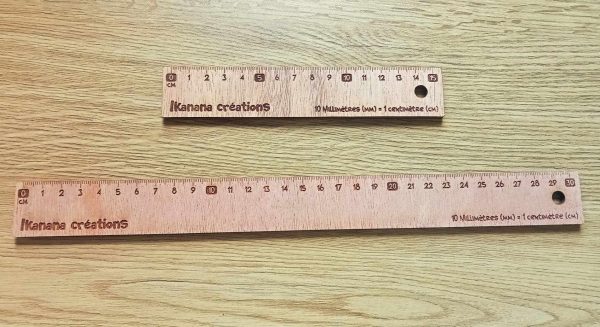 0 1 2 3 4 5 6 7 8 9 10 11 12 13 14 15
CM
Ikanana créations 10 Millimètres (mm) = 1 centimètre (cm)
0 1 2 3 4 5 6 7 8 9 10 11 12 13 14 15 16 17 18 19 20 21 22 23 24 25 26 27 28 29 30
CM
Ikanana créations 10 Millimètres (mm) = 1 centimètre (cm)